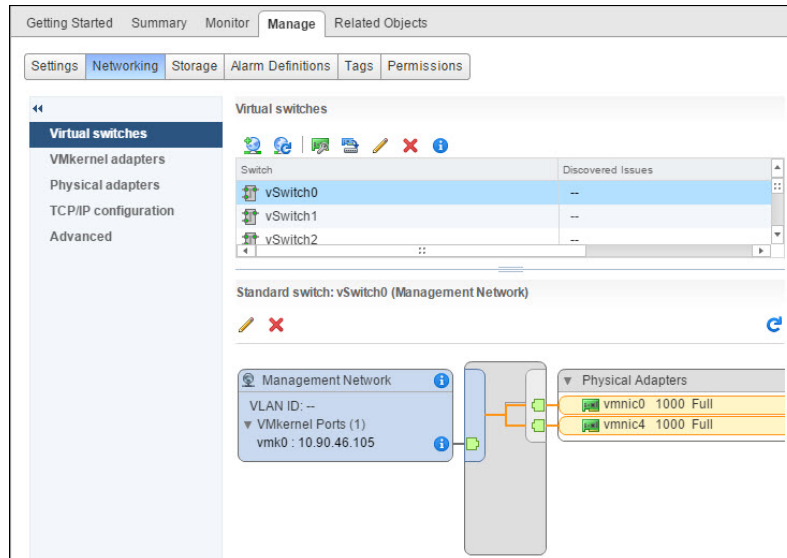 Getting Started Summary Monitor Manage Related Objects
Settings Networking Storage Alarm Definitions Tags Permissions
Virtual switches
VMkernel adapters
Physical adapters
TCP/IP configuration
Advanced
Virtual switches
Switch Discovered Issues
vSwitch0 --
vSwitch1 --
vSwitch2 --
Standard switch: vSwitch0 (Management Network)
Management Network
VLAN ID: --
VMkernel Ports (1)
vmk0 : 10.90.46.105
Physical Adapters
vmnic0 1000 Full
vmnic4 1000 Full